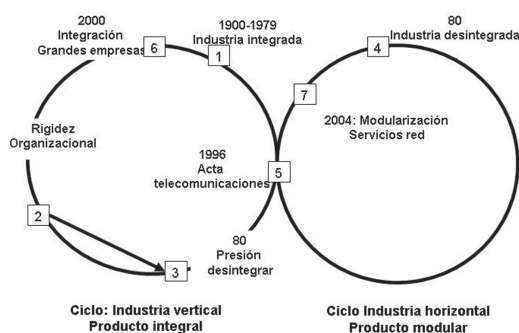 2000
Integración
Grandes empresas
6
1900-1979
Industria integrada
1
80
Industria desintegrada
4
7
2004: Modularización
Servicios red
Rigidez
Organizacional
1996
Acta
telecomunicaciones
5
2
80
Presión
desintegrar
3
Ciclo: Industria vertical
Producto integral
Ciclo Industria horizontal
Producto modular